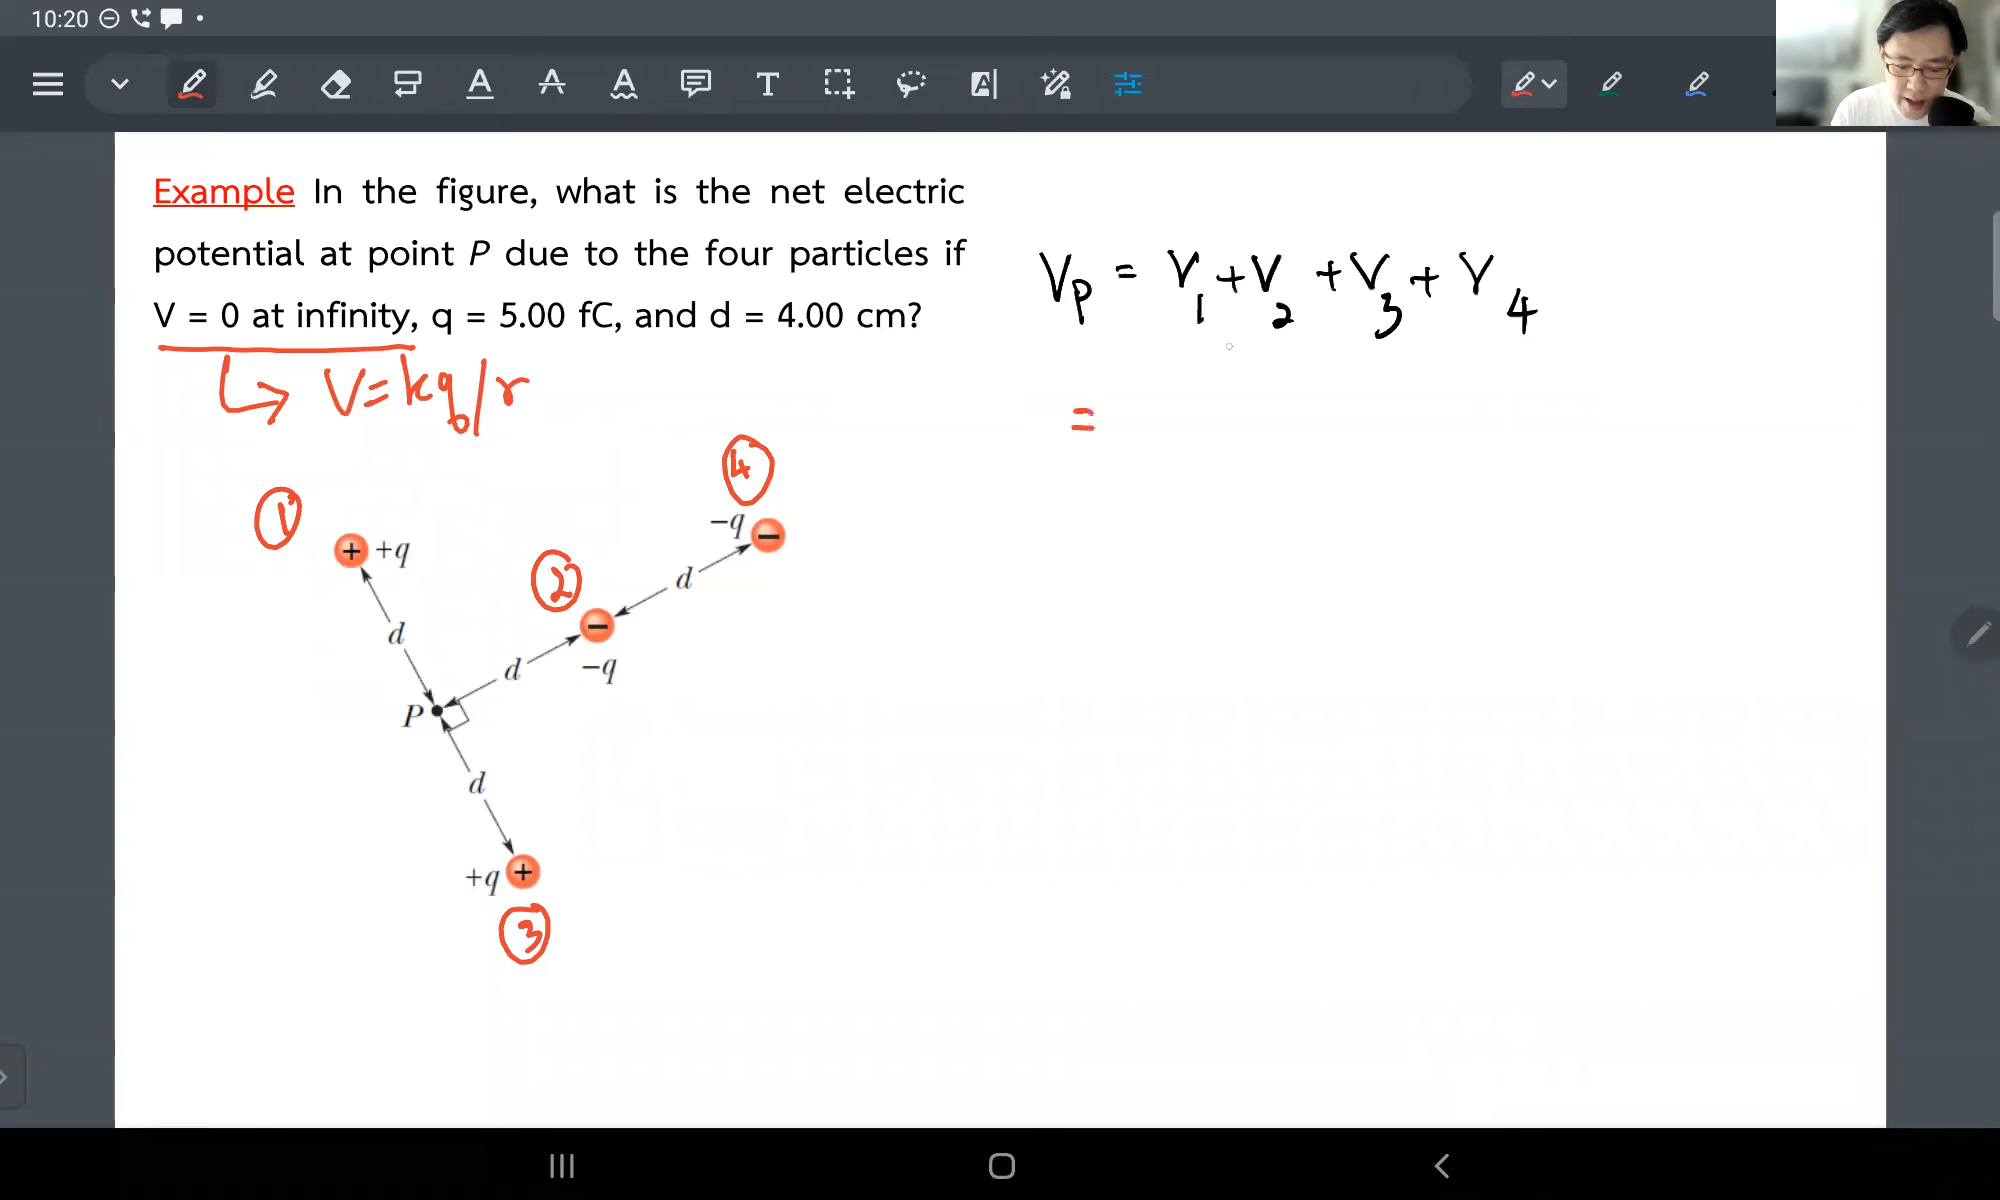 10:20
T
Example In the figure, what is the net electric
potential at point P due to the four particles if
V = 0 at infinity, q = 5.00 fC, and d = 4.00 cm?
V=kq/r
Vp = V1 + V2 + V3 + V4
=
4
1
−q
+q
2
d
d
−q
d
P
d
+q
3